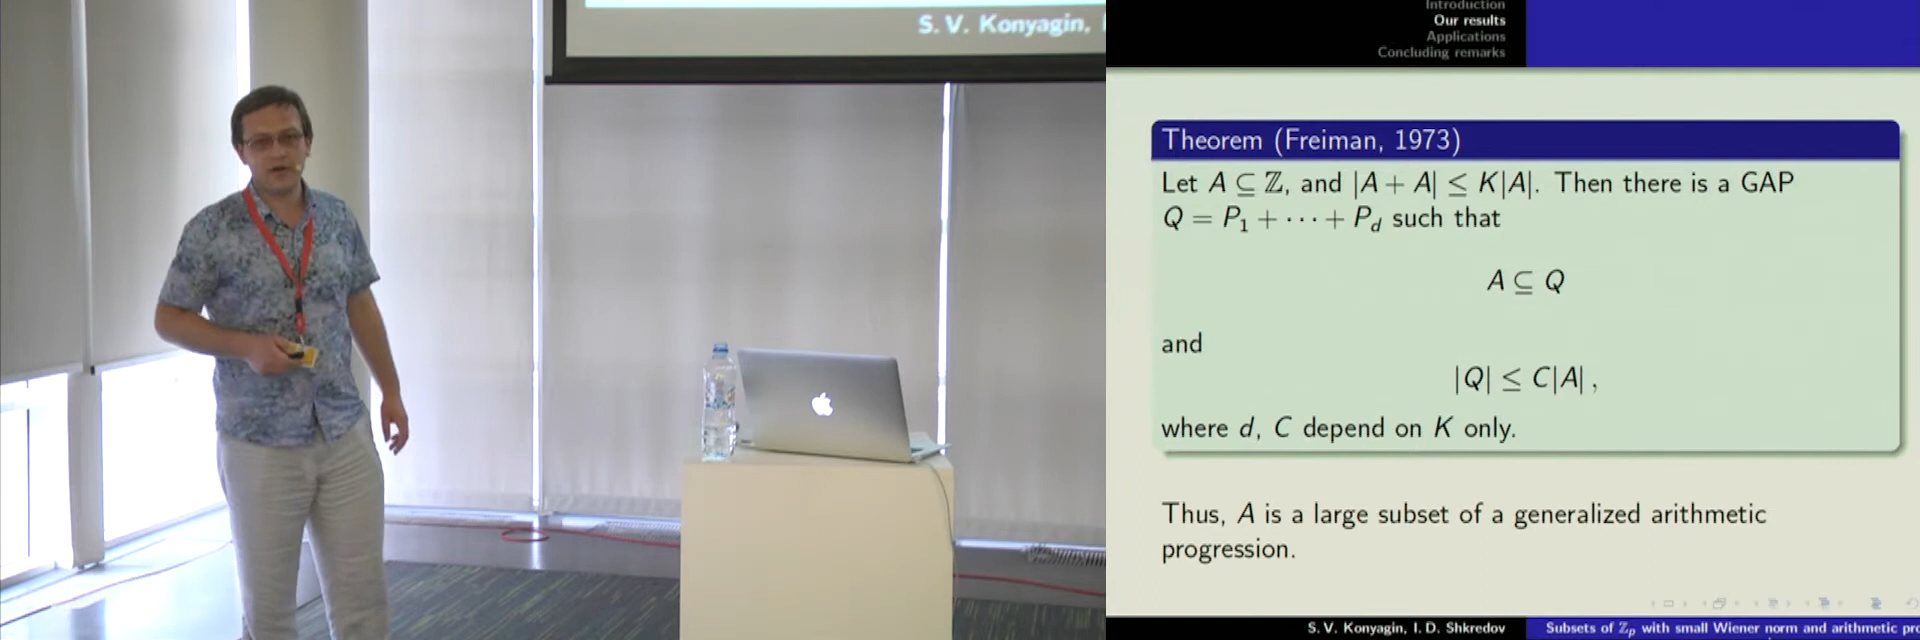 S. V. Konyagin,
Introduction
Our results
Applications
Concluding remarks
Theorem (Freiman, 1973)
Let A ⊆ ℤ, and |A + A| ≤ K|A|. Then there is a GAP
Q = P₁ + ⋯ + P_d such that
A ⊆ Q
and
|Q| ≤ C|A| ,
where d, C depend on K only.
Thus, A is a large subset of a generalized arithmetic
progression.
S. V. Konyagin, I. D. Shkredov
Subsets of ℤₚ with small Wiener norm and arithmetic pro